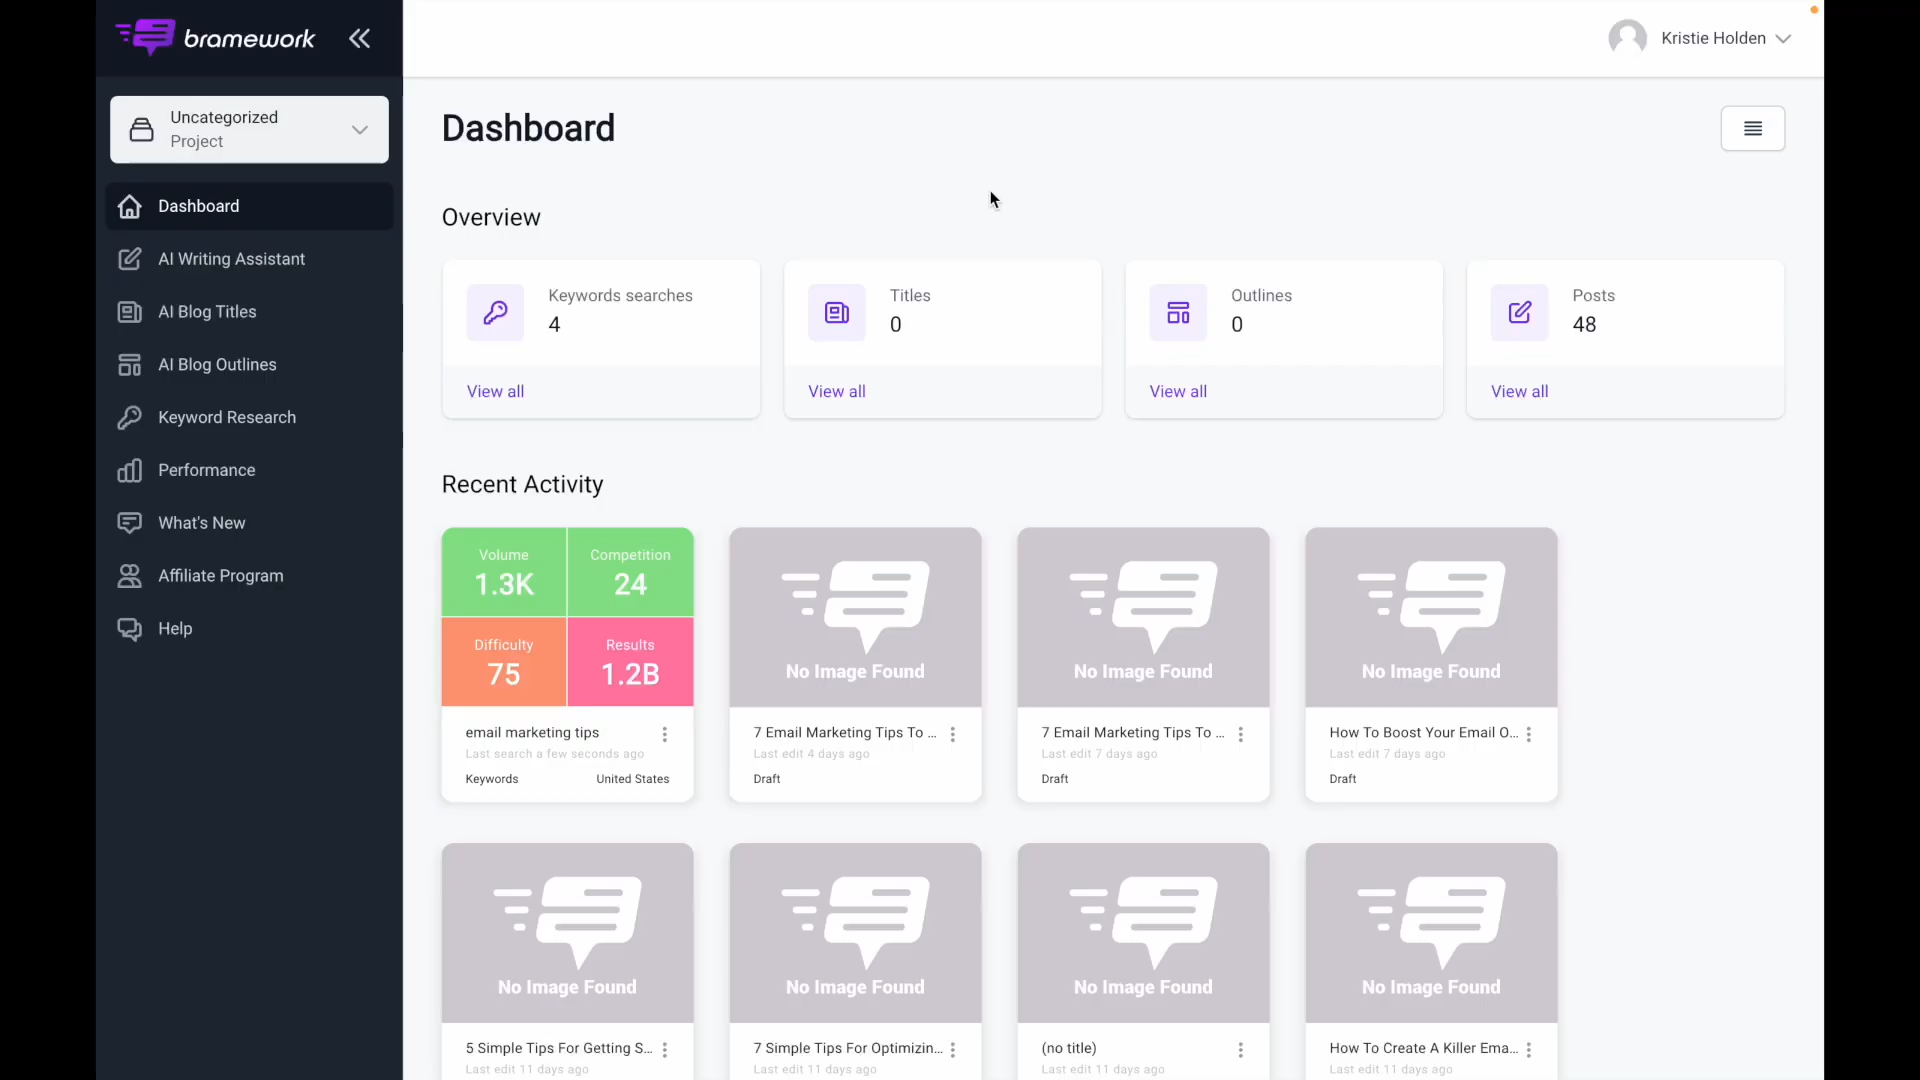 bramework
Kristie Holden
Uncategorized
Project
Dashboard
AI Writing Assistant
AI Blog Titles
AI Blog Outlines
Keyword Research
Performance
What's New
Affiliate Program
Help
Dashboard
Overview
Keywords searches
4
View all
Titles
0
View all
Outlines
0
View all
Posts
48
View all
Recent Activity
Volume
1.3K
Competition
24
Difficulty
75
Results
1.2B
email marketing tips
Last search a few seconds ago
Keywords United States
No Image Found
7 Email Marketing Tips To ...
Last edit 4 days ago
Draft
No Image Found
7 Email Marketing Tips To ...
Last edit 7 days ago
Draft
No Image Found
How To Boost Your Email O...
Last edit 7 days ago
Draft
No Image Found
5 Simple Tips For Getting S...
Last edit 11 days ago
No Image Found
7 Simple Tips For Optimizin...
Last edit 11 days ago
No Image Found
(no title)
Last edit 11 days ago
No Image Found
How To Create A Killer Ema...
Last edit 11 days ago